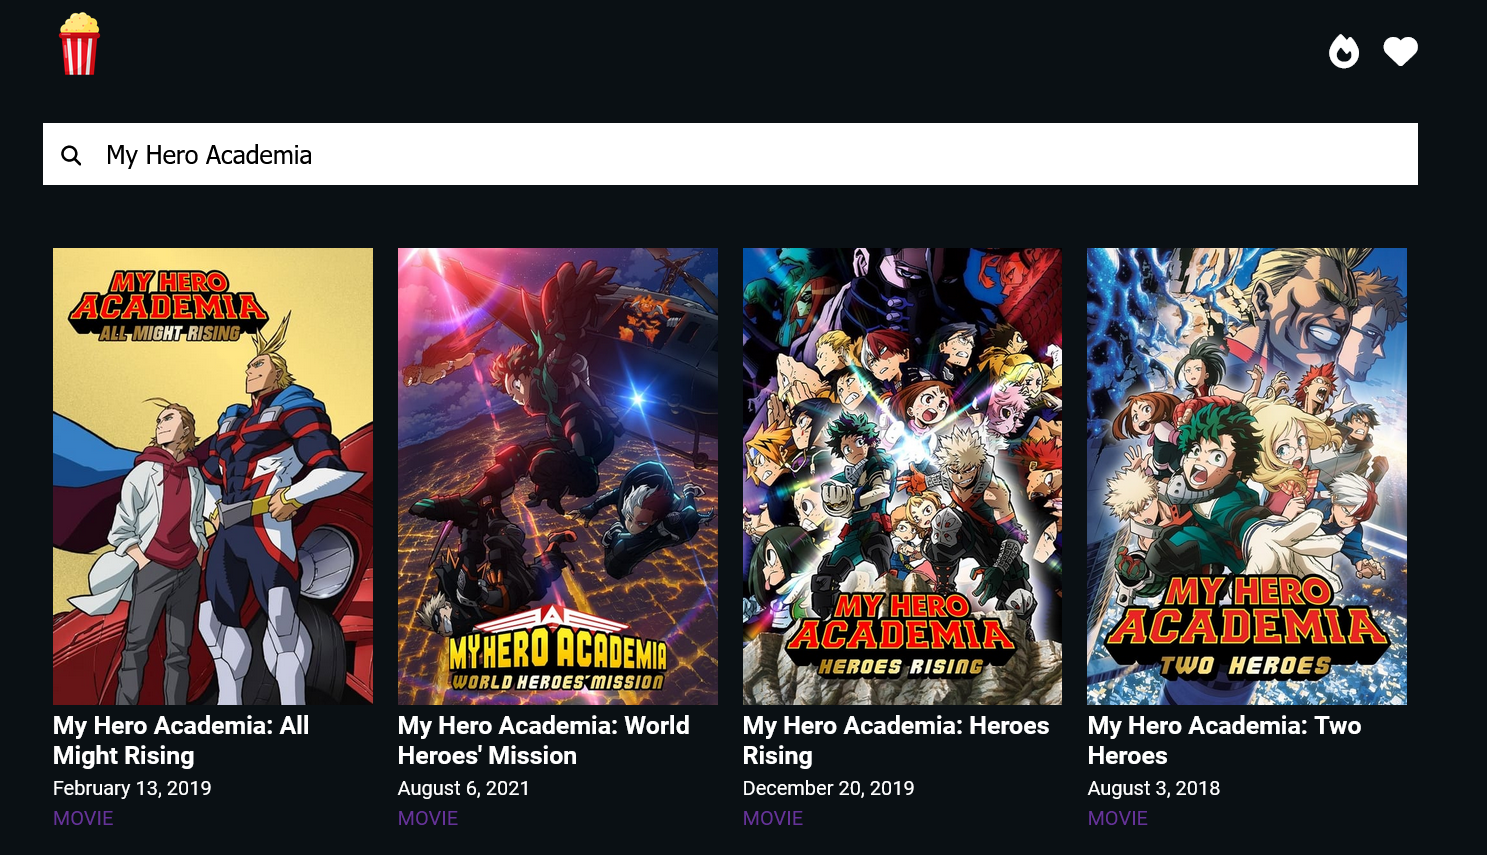 My Hero Academia
MY HERO
ACADEMIA
ALL MIGHT RISING
MY HERO ACADEMIA
WORLD HEROES' MISSION
MY HERO
ACADEMIA
HEROES RISING
MY HERO
ACADEMIA
TWO HEROES
My Hero Academia: All
Might Rising
February 13, 2019
MOVIE
My Hero Academia: World
Heroes' Mission
August 6, 2021
MOVIE
My Hero Academia: Heroes
Rising
December 20, 2019
MOVIE
My Hero Academia: Two
Heroes
August 3, 2018
MOVIE